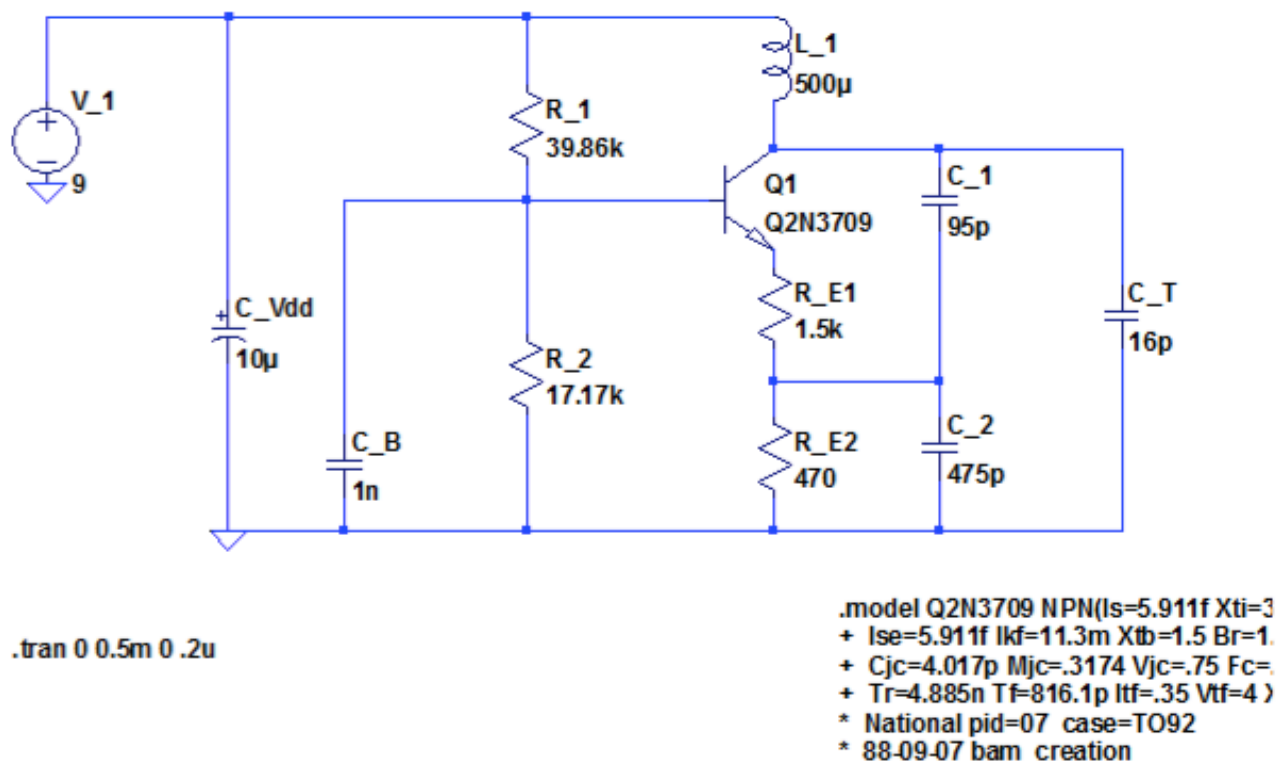 L_1
500µ
V_1
9
R_1
39.86k
Q1
Q2N3709
C_1
95p
C_Vdd
10µ
R_E1
1.5k
C_T
16p
R_2
17.17k
C_B
1n
R_E2
470
C_2
475p
.tran 0 0.5m 0 .2u
.model Q2N3709 NPN(Is=5.911f Xti=3
+ Ise=5.911f Ikf=11.3m Xtb=1.5 Br=1.
+ Cjc=4.017p Mjc=.3174 Vjc=.75 Fc=.
+ Tr=4.885n Tf=816.1p Itf=.35 Vtf=4 X
* National pid=07 case=TO92
* 88-09-07 bam creation